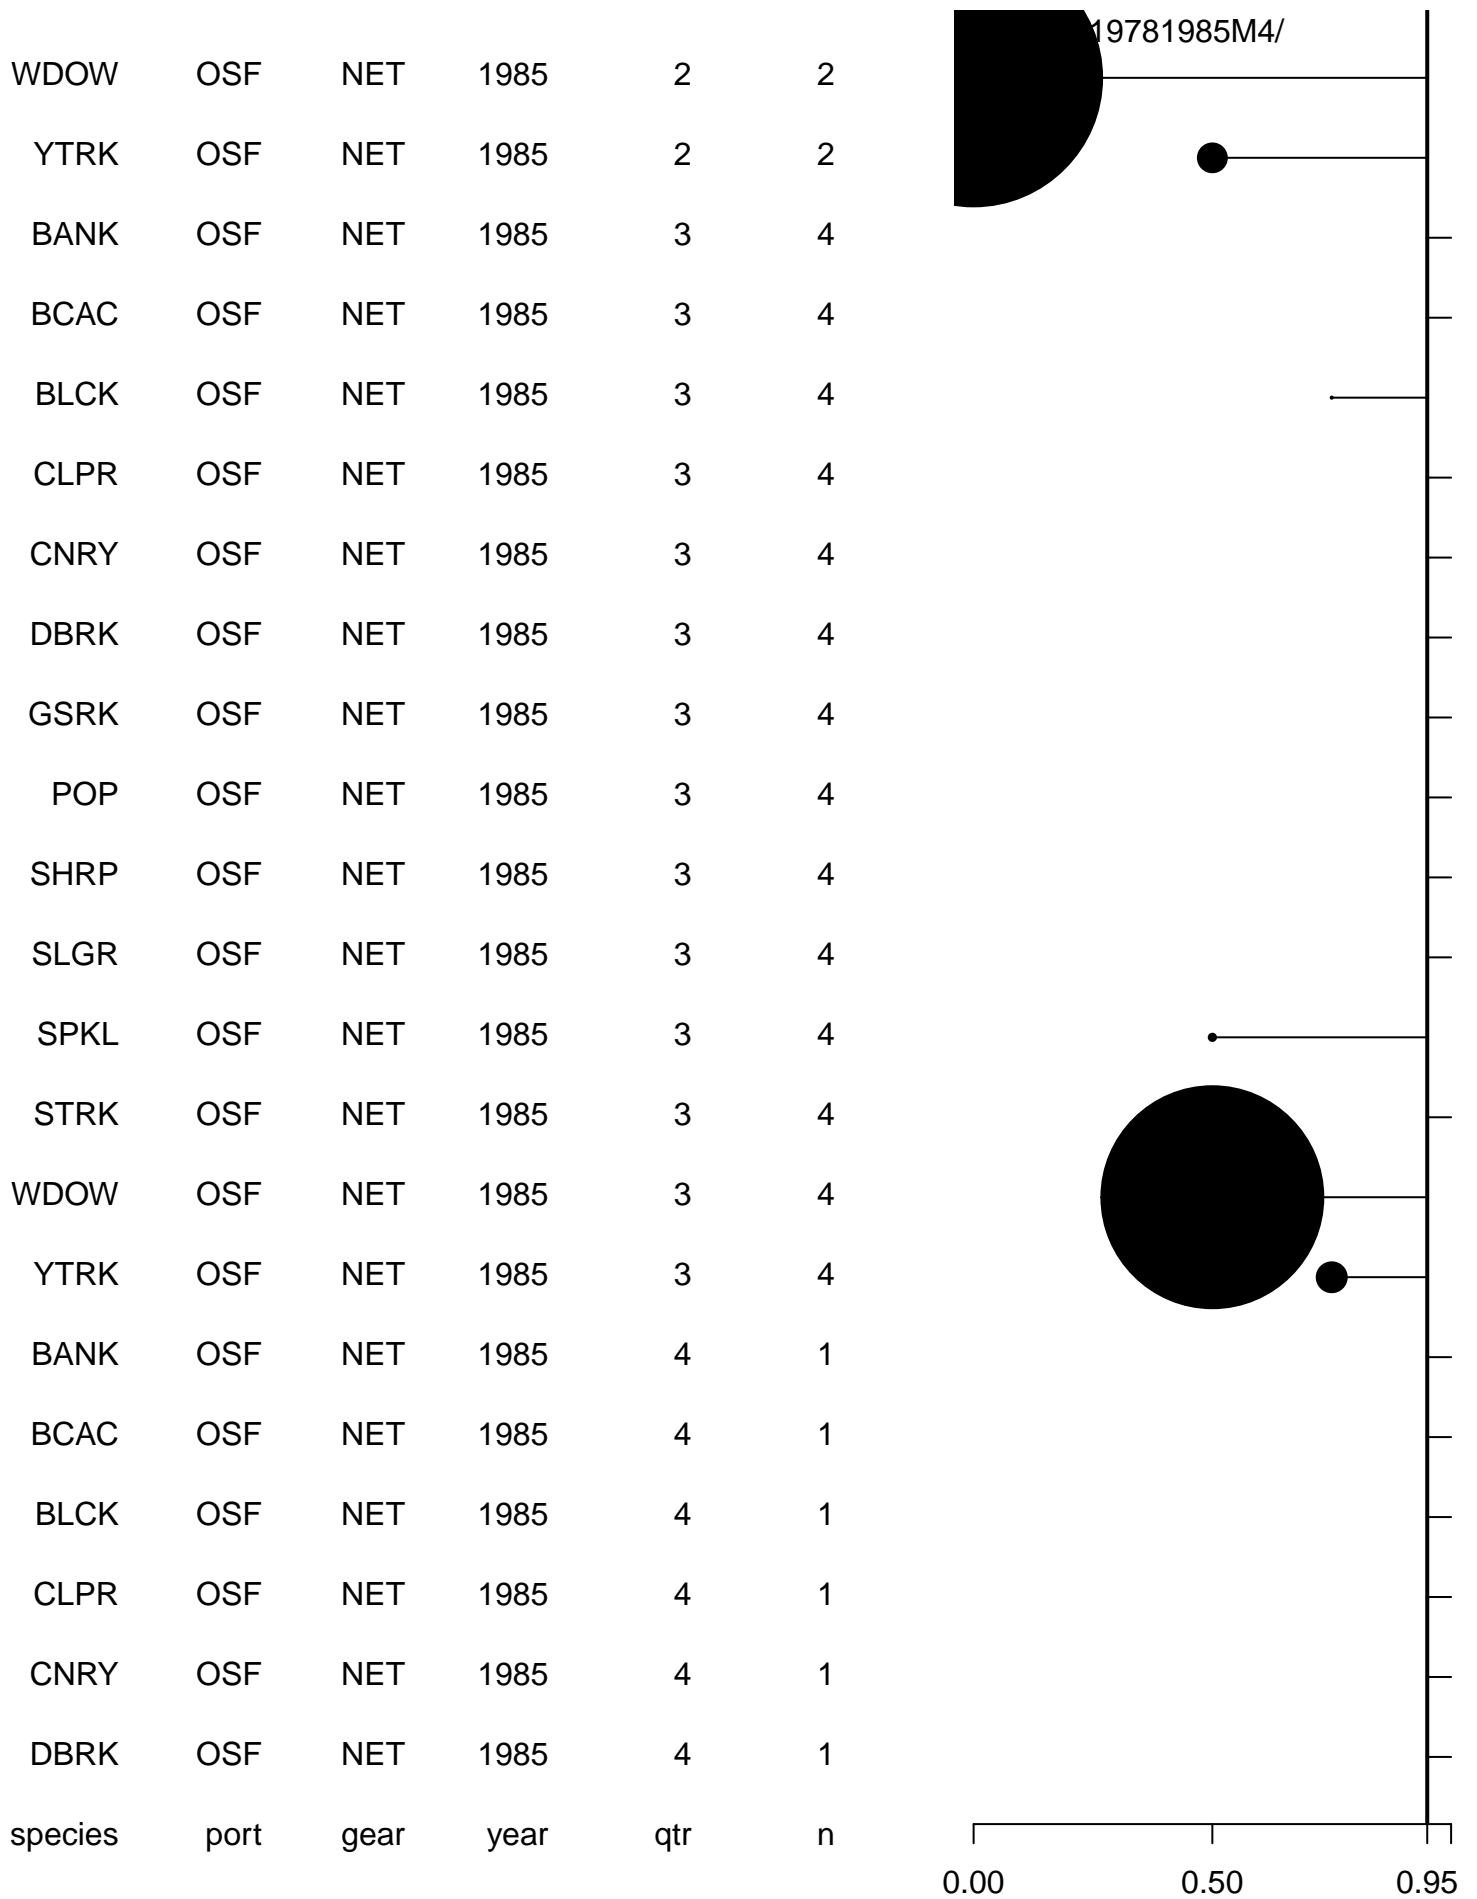 19781985M4/
WDOW OSF NET 1985 2 2
YTRK OSF NET 1985 2 2
BANK OSF NET 1985 3 4
BCAC OSF NET 1985 3 4
BLCK OSF NET 1985 3 4
CLPR OSF NET 1985 3 4
CNRY OSF NET 1985 3 4
DBRK OSF NET 1985 3 4
GSRK OSF NET 1985 3 4
POP OSF NET 1985 3 4
SHRP OSF NET 1985 3 4
SLGR OSF NET 1985 3 4
SPKL OSF NET 1985 3 4
STRK OSF NET 1985 3 4
WDOW OSF NET 1985 3 4
YTRK OSF NET 1985 3 4
BANK OSF NET 1985 4 1
BCAC OSF NET 1985 4 1
BLCK OSF NET 1985 4 1
CLPR OSF NET 1985 4 1
CNRY OSF NET 1985 4 1
DBRK OSF NET 1985 4 1
species port gear year qtr n
0.00 0.50 0.95